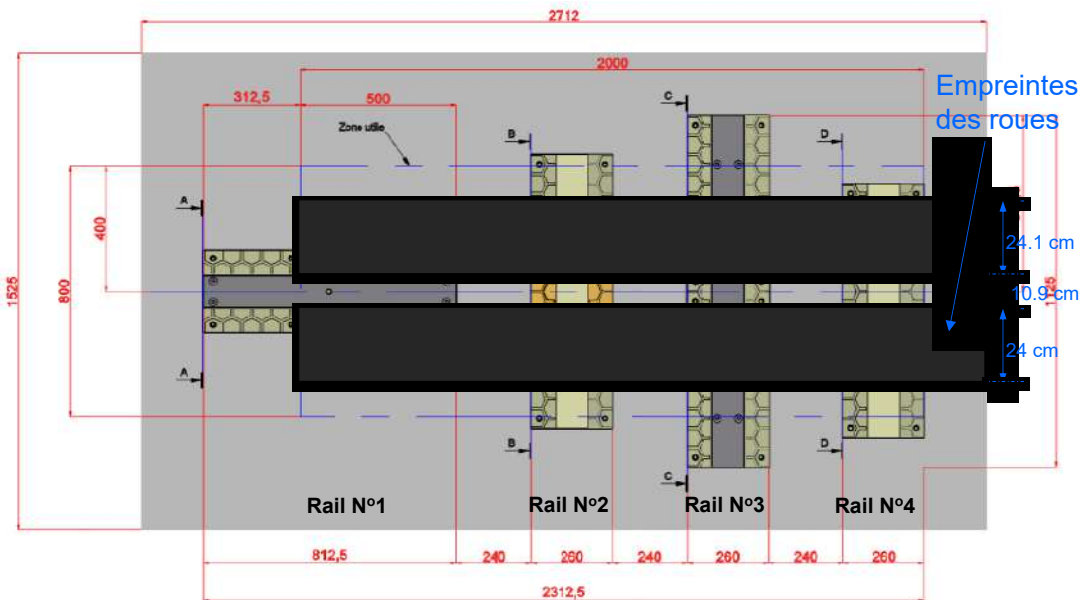 2712
2000
Empreintes
des roues
312,5
500
C
Zone utile
B
D
A
400
24.1 cm
1525
800
10.9 cm
1125
24 cm
A
B
D
C
Rail N°1
Rail N°2
Rail N°3
Rail N°4
812,5
240
260
240
260
240
260
2312,5